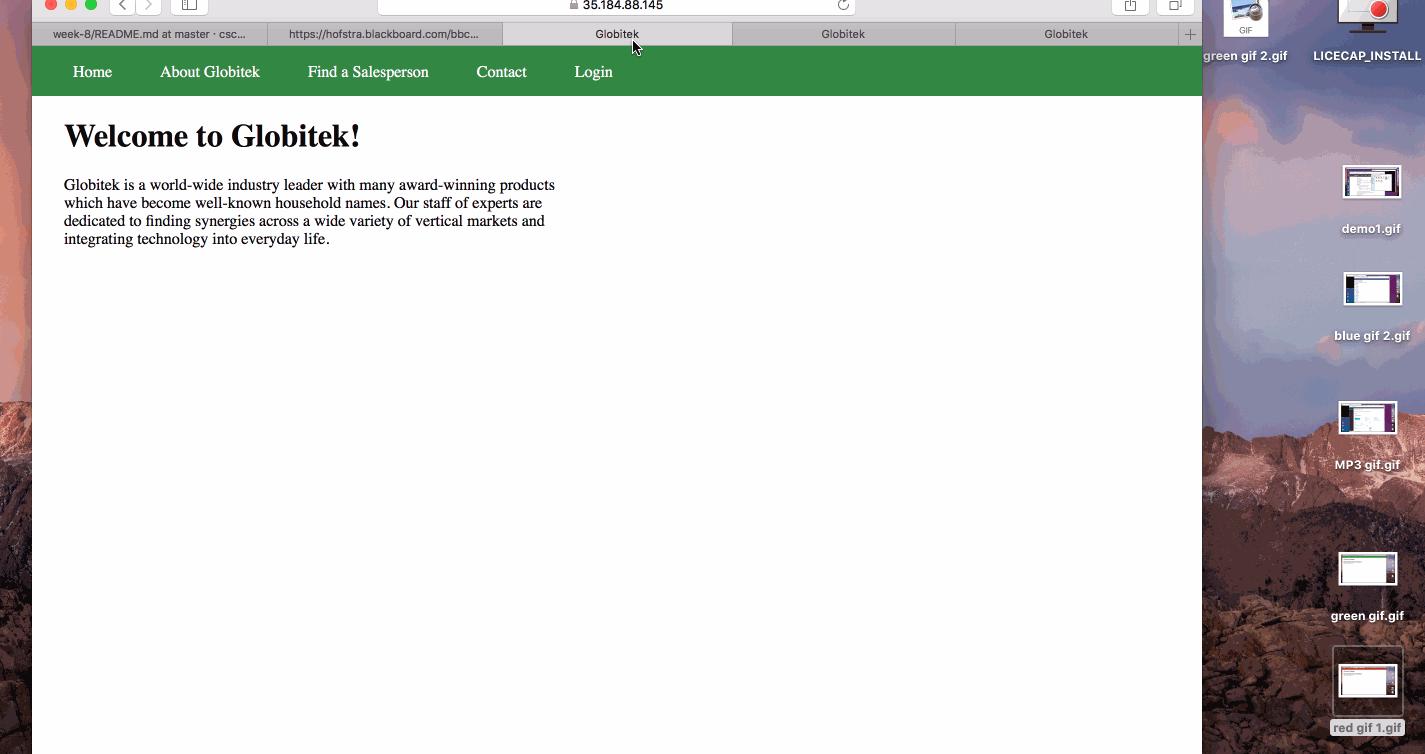 35.184.88.145
week-8/README.md at master · csc...
https://hofstra.blackboard.com/bbc...
Globitek
Globitek
Globitek
Home
About Globitek
Find a Salesperson
Contact
Login
Welcome to Globitek!
Globitek is a world-wide industry leader with many award-winning products
which have become well-known household names. Our staff of experts are
dedicated to finding synergies across a wide variety of vertical markets and
integrating technology into everyday life.
GIF
green gif 2.gif
LICECAP_INSTALL
demo1.gif
blue gif 2.gif
MP3 gif.gif
green gif.gif
red gif 1.gif